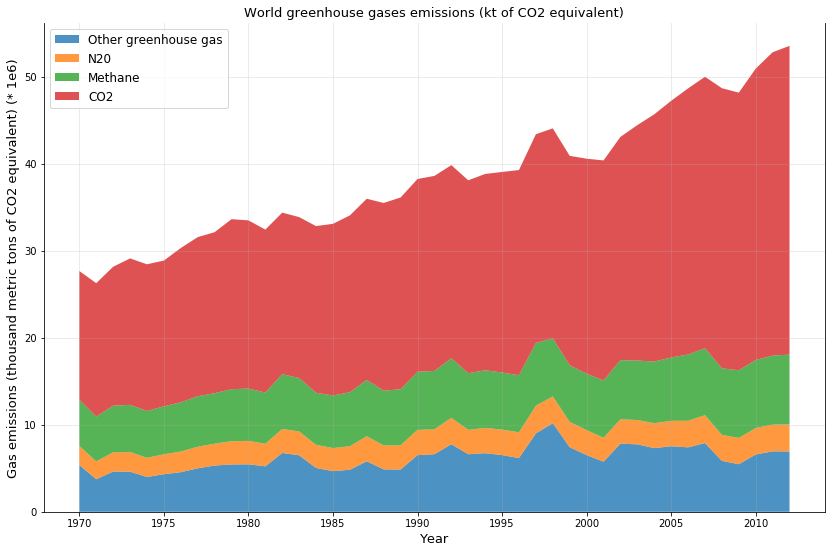 World greenhouse gases emissions (kt of CO2 equivalent)
Other greenhouse gas
N20
Methane
CO2
Gas emissions (thousand metric tons of CO2 equivalent) (* 1e6)
50
40
30
20
10
0
1970 1975 1980 1985 1990 1995 2000 2005 2010
Year